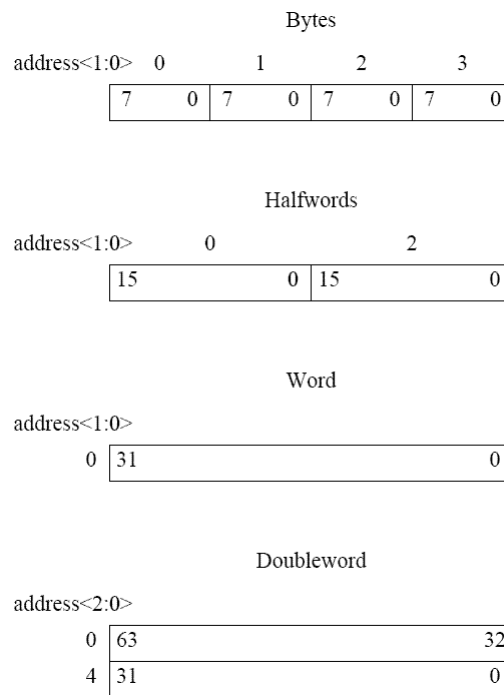 Bytes
address<1:0> 0 1 2 3
7 0 7 0 7 0 7 0
Halfwords
address<1:0> 0 2
15 0 15 0
Word
address<1:0>
0 31 0
Doubleword
address<2:0>
0 63 32
4 31 0